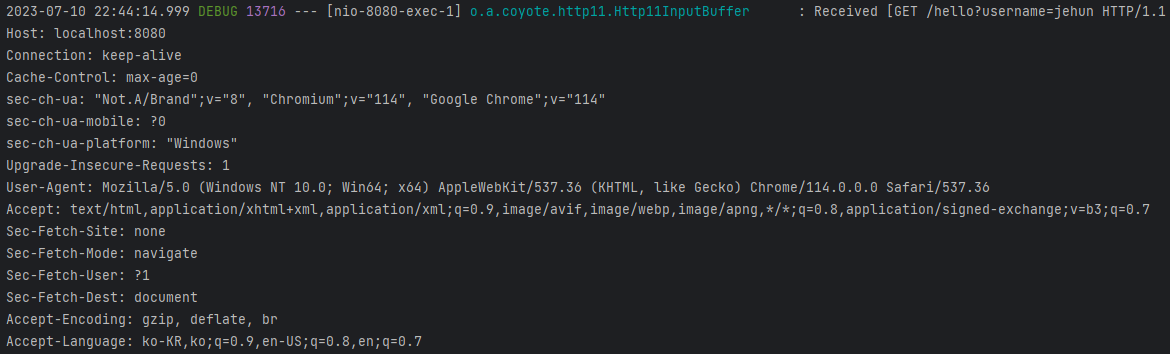 2023-07-10 22:44:14.999 DEBUG 13716 --- [nio-8080-exec-1] o.a.coyote.http11.Http11InputBuffer : Received [GET /hello?username=jehun HTTP/1.1
Host: localhost:8080
Connection: keep-alive
Cache-Control: max-age=0
sec-ch-ua: "Not.A/Brand";v="8", "Chromium";v="114", "Google Chrome";v="114"
sec-ch-ua-mobile: ?0
sec-ch-ua-platform: "Windows"
Upgrade-Insecure-Requests: 1
User-Agent: Mozilla/5.0 (Windows NT 10.0; Win64; x64) AppleWebKit/537.36 (KHTML, like Gecko) Chrome/114.0.0.0 Safari/537.36
Accept: text/html,application/xhtml+xml,application/xml;q=0.9,image/avif,image/webp,image/apng,*/*;q=0.8,application/signed-exchange;v=b3;q=0.7
Sec-Fetch-Site: none
Sec-Fetch-Mode: navigate
Sec-Fetch-User: ?1
Sec-Fetch-Dest: document
Accept-Encoding: gzip, deflate, br
Accept-Language: ko-KR,ko;q=0.9,en-US;q=0.8,en;q=0.7